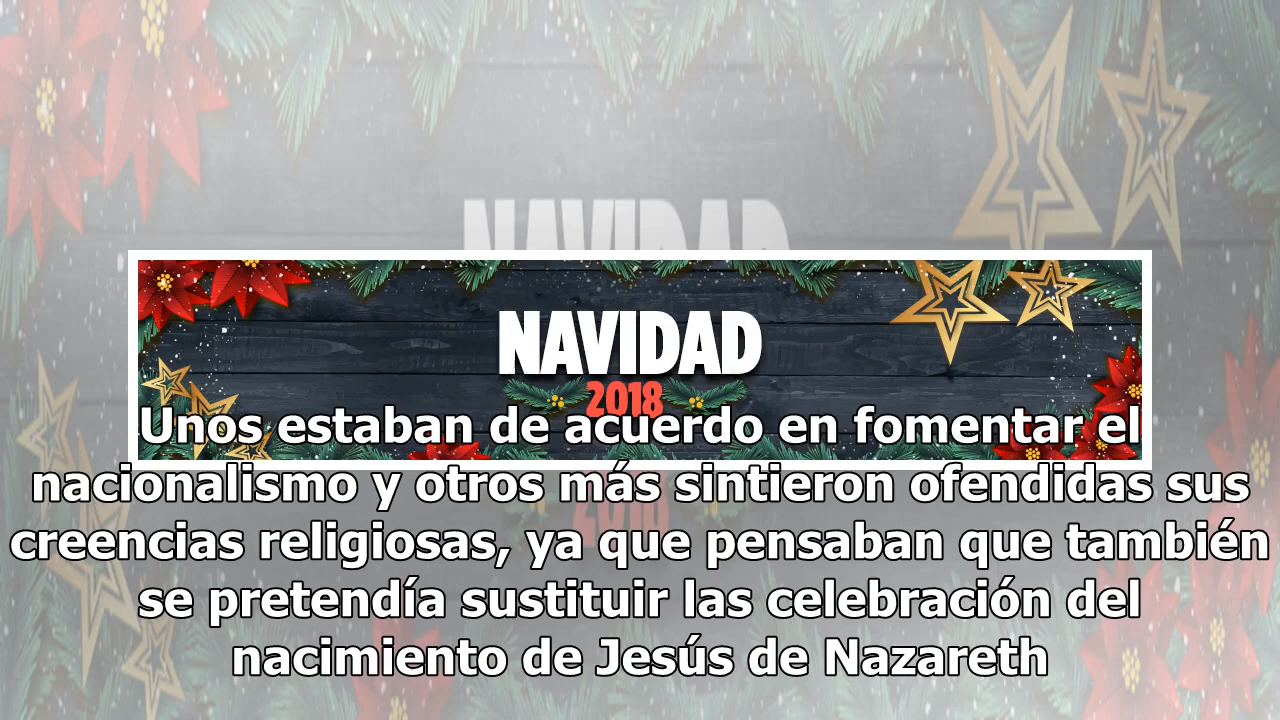 NAVIDAD
NAVIDAD
2018
Unos estaban de acuerdo en fomentar el
nacionalismo y otros más sintieron ofendidas sus
creencias religiosas, ya que pensaban que también
se pretendía sustituir las celebración del
nacimiento de Jesús de Nazareth